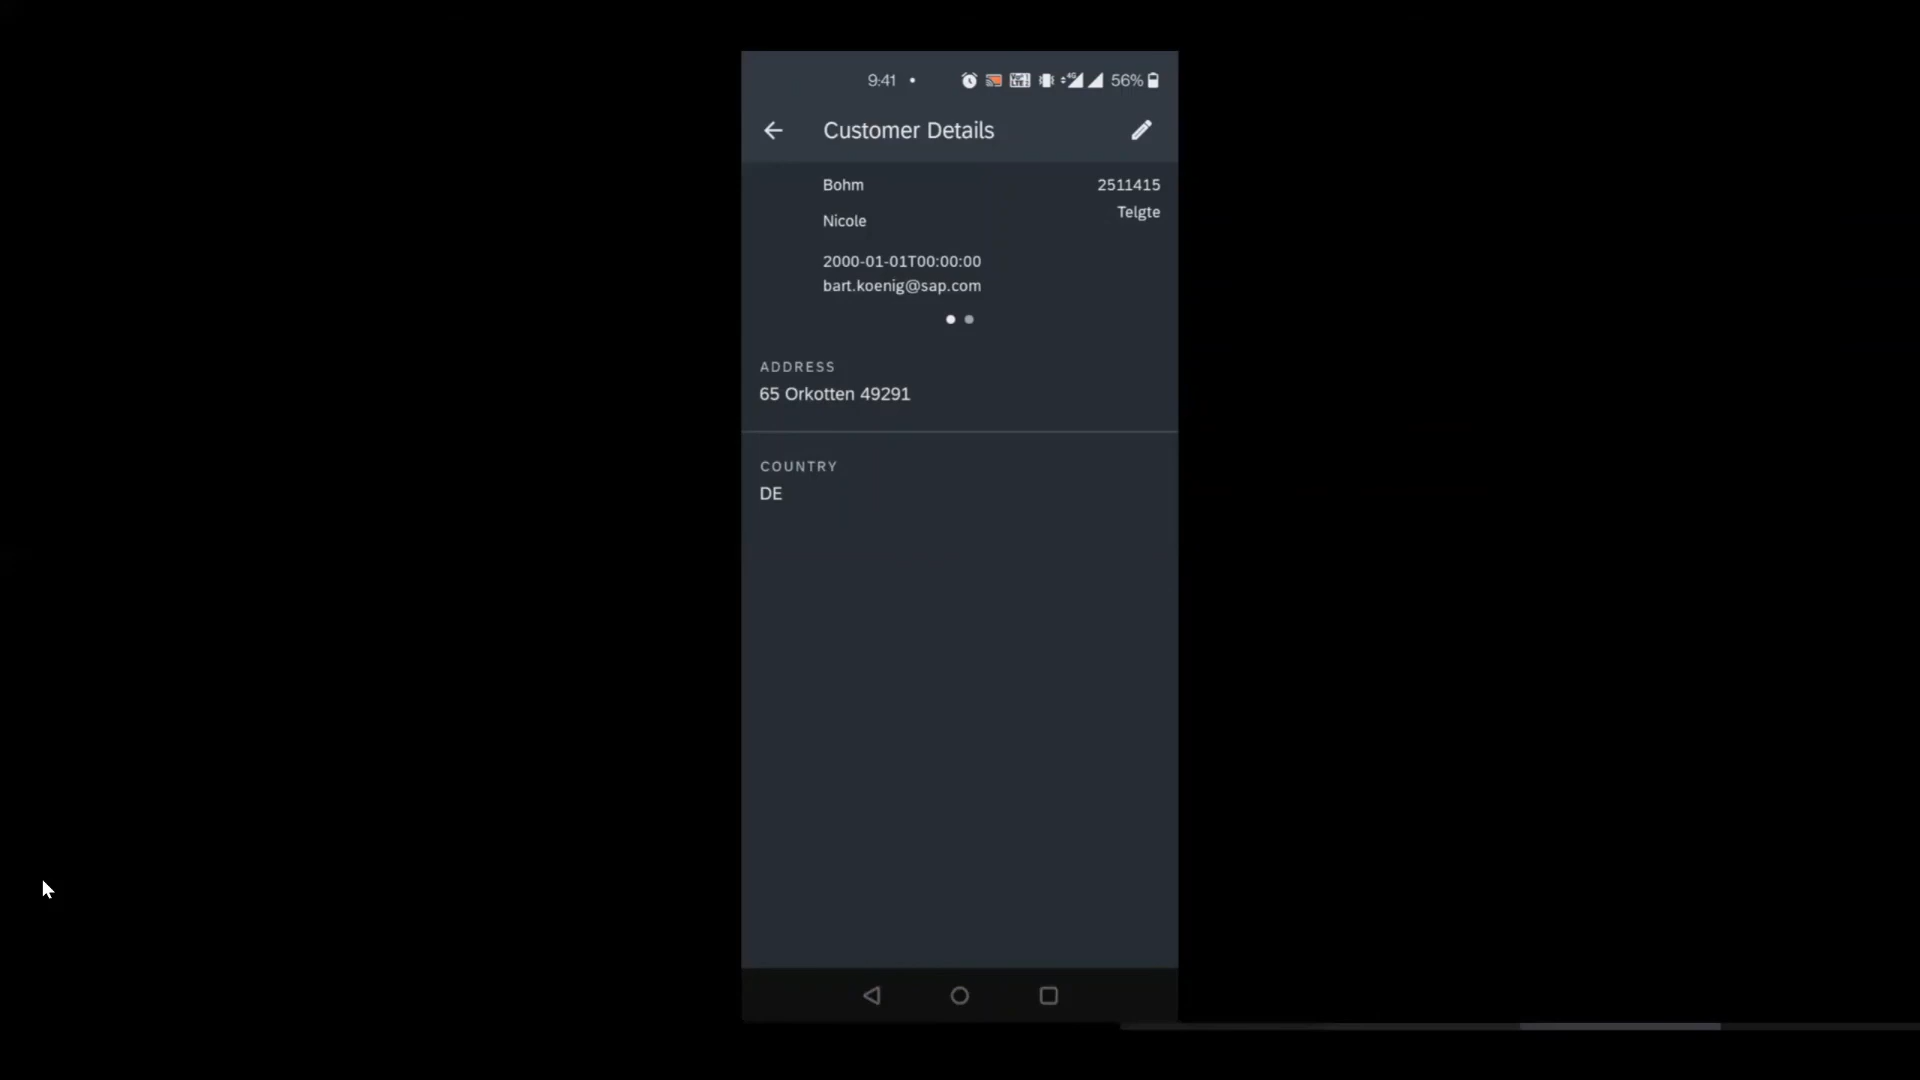 9:41
56%
Customer Details
Bohm
2511415
Telgte
Nicole
2000-01-01T00:00:00
bart.koenig@sap.com
ADDRESS
65 Orkotten 49291
COUNTRY
DE